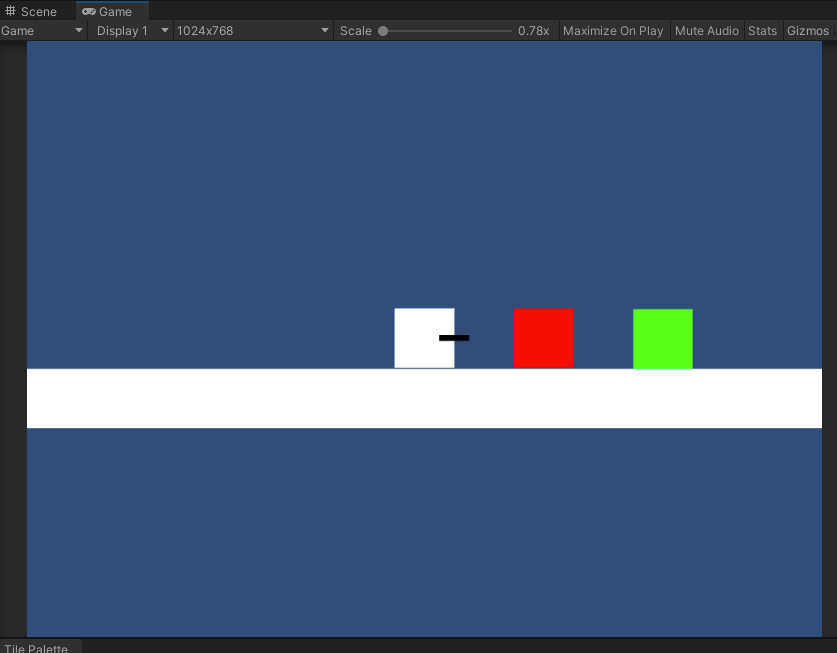 Scene Game
Game Display 1 1024x768 Scale 0.78x Maximize On Play Mute Audio Stats Gizmos
Tile Palette